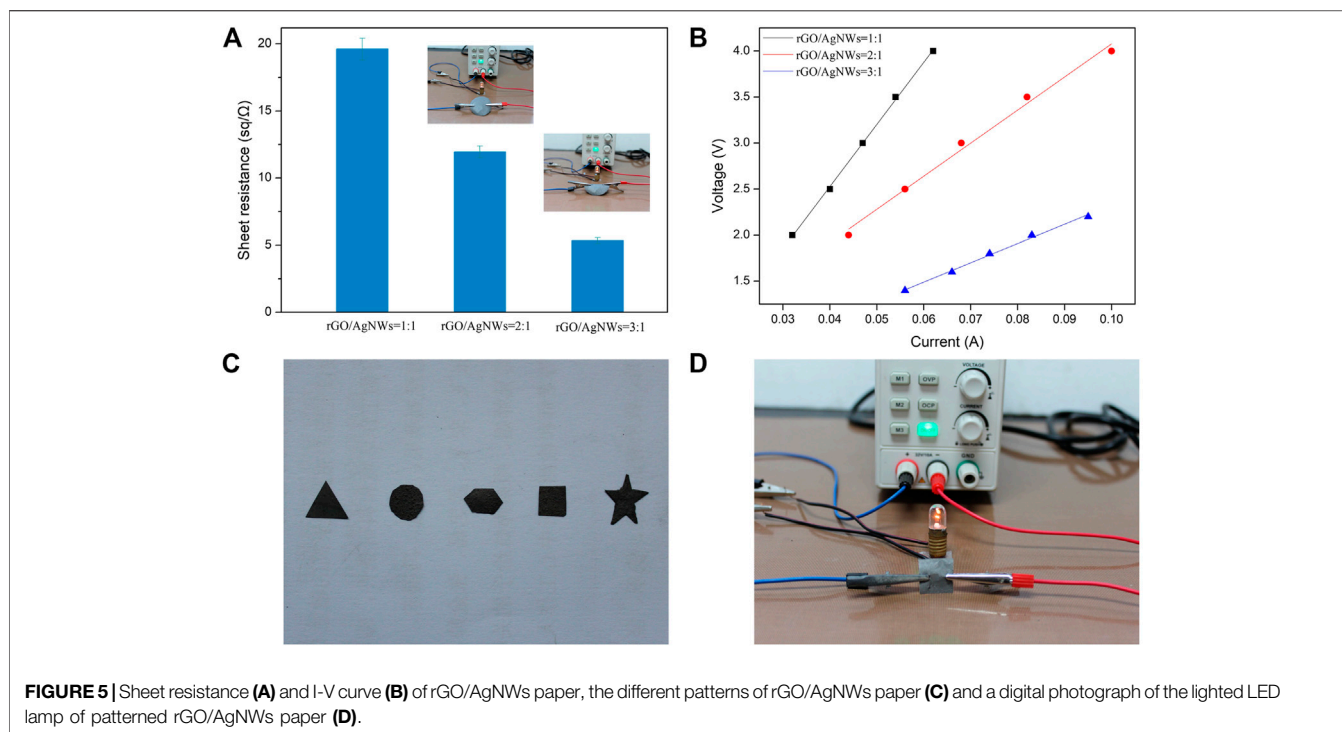 A
Sheet resistance (sq/Ω)
20
15
10
5
0
rGO/AgNWs=1:1
rGO/AgNWs=2:1
rGO/AgNWs=3:1
B
rGO/AgNWs=1:1
rGO/AgNWs=2:1
rGO/AgNWs=3:1
Voltage (V)
4.0
3.5
3.0
2.5
2.0
1.5
0.03 0.04 0.05 0.06 0.07 0.08 0.09 0.10
Current (A)
C
D
VOLTAGE
M1 OVP
M2 OCP
CURRENT
M3
GND
FIGURE 5 | Sheet resistance (A) and I-V curve (B) of rGO/AgNWs paper, the different patterns of rGO/AgNWs paper (C) and a digital photograph of the lighted LED
lamp of patterned rGO/AgNWs paper (D).